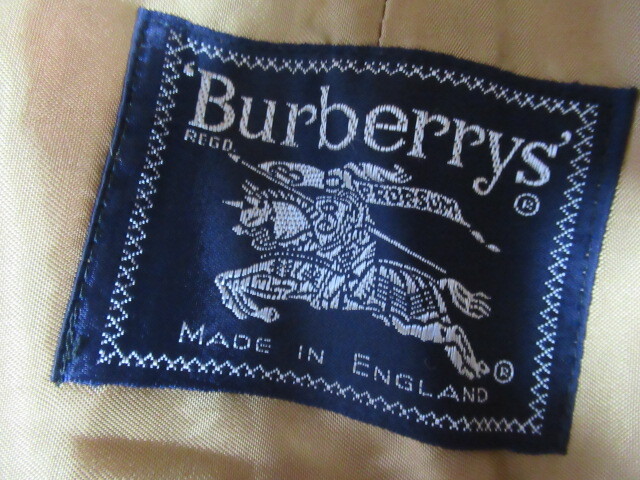 'Burberrys'
REGD. ®
PRORSUM
MADE IN ENGLAND ®